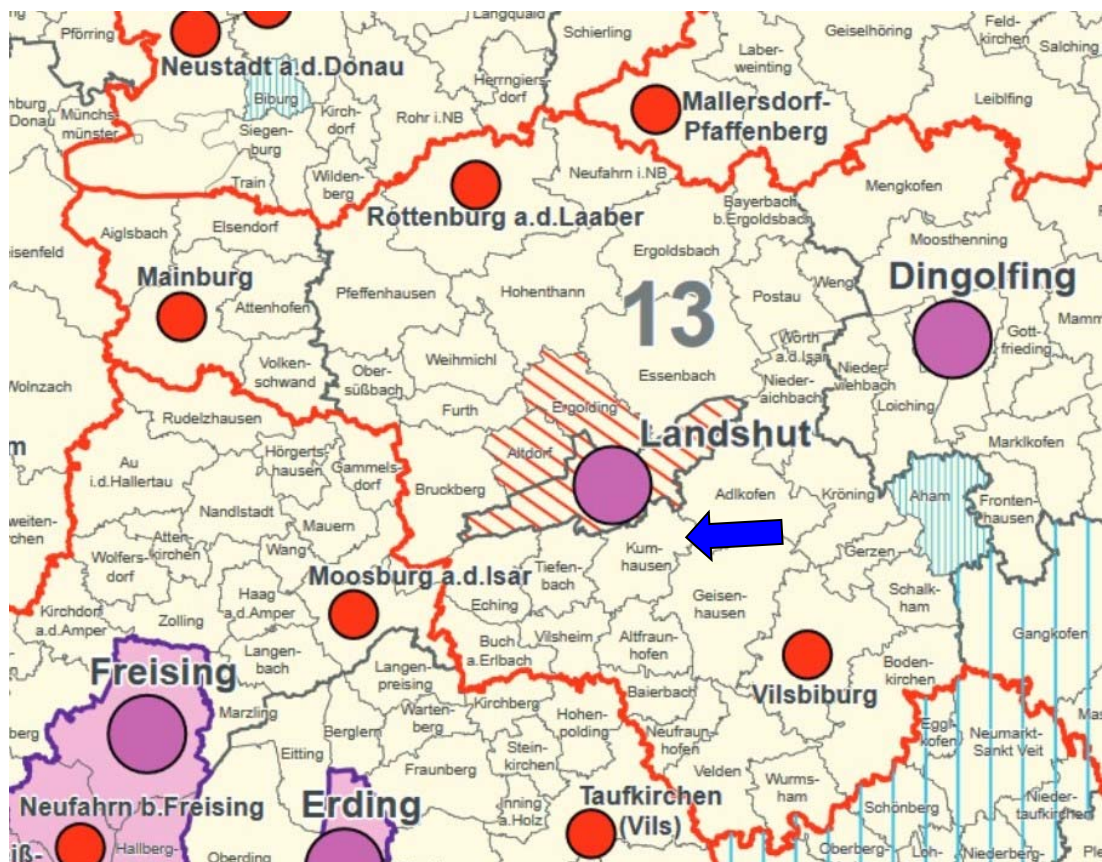 Pförring
Langquaid
Schierling
Geiselhöring
Feld-
kirchen
Salching
Neustadt a.d.Donau
Laber-
weinting
Herrngiers-
dorf
Biburg
Leiblfing
Münchs-
münster
Donau
Kirch-
dorf
Rohr i.NB
Mallersdorf-
Pfaffenberg
Siegen-
burg
Train
Wilden-
berg
Neufahrn i.NB
Mengkofen
Rottenburg a.d.Laaber
Bayerbach
b.Ergoldsbach
Aiglsbach
Elsendorf
Ergoldsbach
Moosthenning
Mainburg
Dingolfing
Pfeffenhausen
Hohenthann
13
Postau
Weng
Attenhofen
Mamm
Gott-
frieding
Wörth
a.d.Isar
Weihmichl
Volken-
schwand
Ober-
süßbach
Essenbach
Nieder-
viehbach
Nieder-
aichbach
Wolnzach
Loiching
Rudelzhausen
Furth
Ergolding
Landshut
Marklkofen
Hörgerts-
hausen
Altdorf
Au
i.d.Hallertau
Gammels-
dorf
Bruckberg
Adlkofen
Kröning
Aham
Fronten-
hausen
Nandlstadt
Mauern
Atten-
kirchen
Wang
Wolfers-
dorf
Kum-
hausen
Gerzen
Tiefen-
bach
Moosburg a.d.Isar
Haag
a.d.Amper
Geisen-
hausen
Schalk-
ham
Eching
Kirchdorf
a.d.Amper
Zolling
Vilsheim
Altfraun-
hofen
Gangkofen
Buch
a.Erlbach
Langen-
bach
Freising
Langen-
preising
Boden-
kirchen
Vilsbiburg
Baierbach
Marzling
Warten-
berg
Kirchberg
Hohen-
polding
Neufraun-
hofen
Eggl-
kofen
Neumarkt-
Sankt Veit
Berglern
Eitting
Stein-
kirchen
Fraunberg
Velden
Wurms-
ham
Neufahrn b.Freising
Erding
Taufkirchen
(Vils)
Inning
a.Holz
Schönberg
Nieder-
taufkirchen
Hallberg-
Oberding
Oberberg-
Loh-
Niederberg-